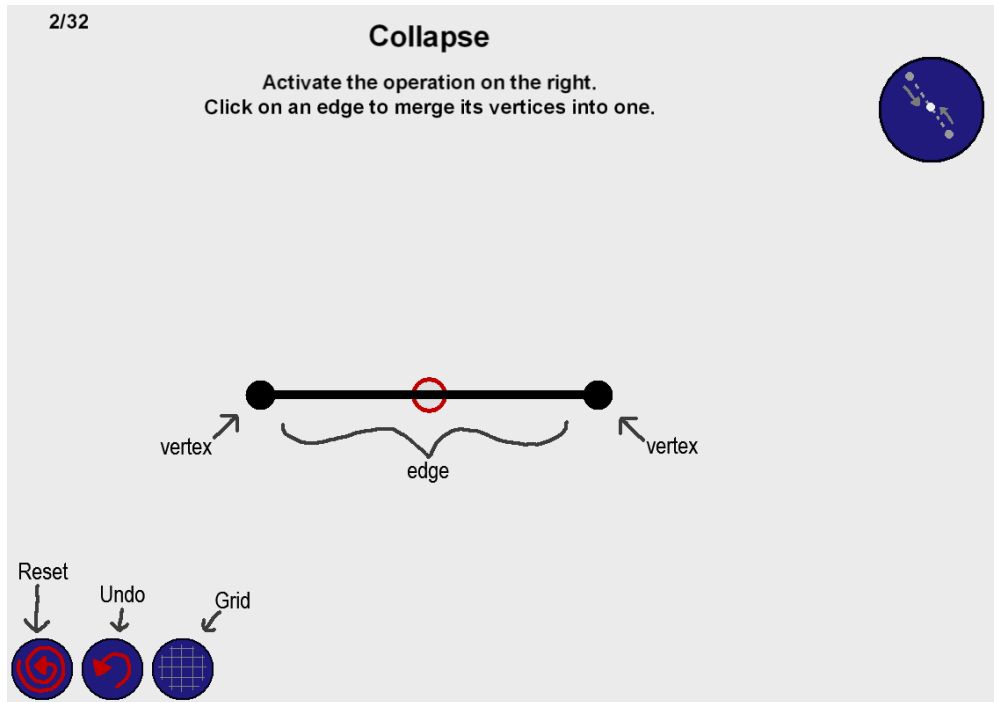 2/32
Collapse
Activate the operation on the right.
Click on an edge to merge its vertices into one.
vertex
edge
vertex
Reset
Undo
Grid